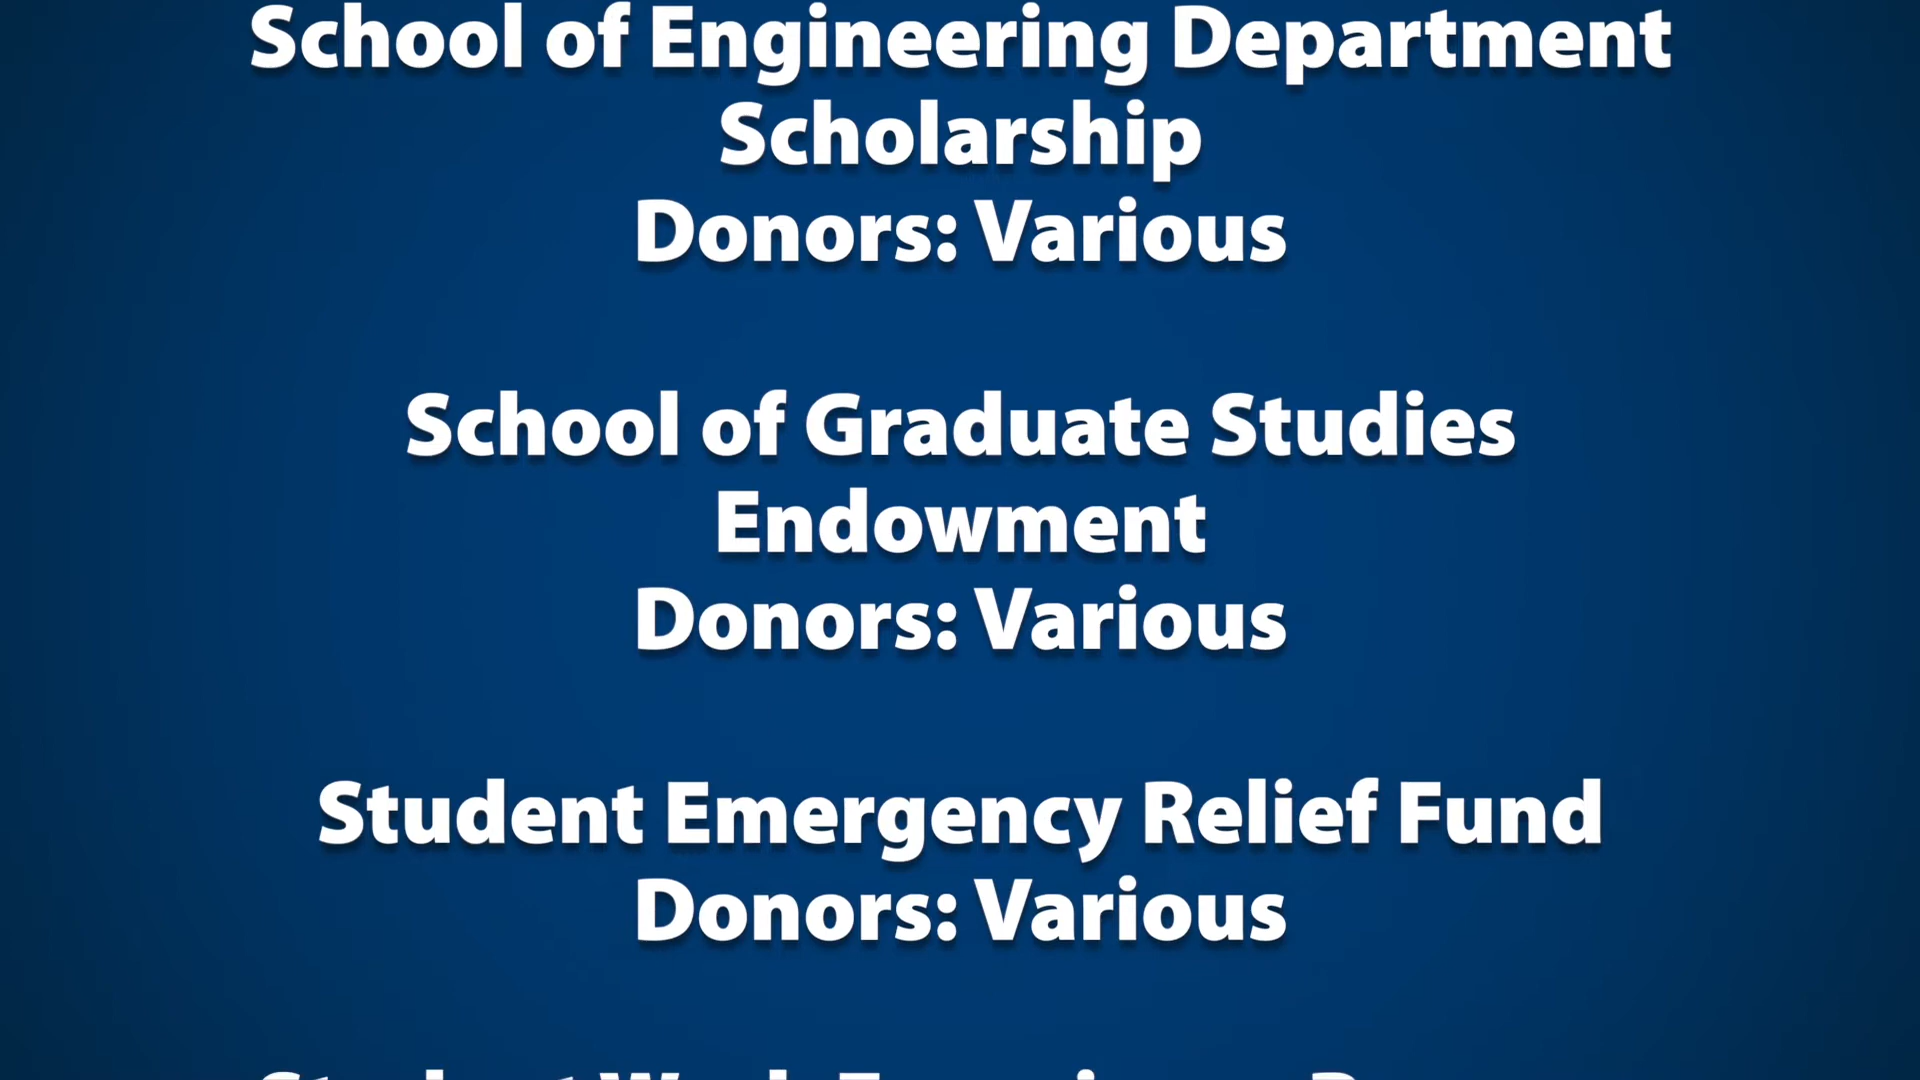 School of Engineering Department
Scholarship
Donors: Various
School of Graduate Studies
Endowment
Donors: Various
Student Emergency Relief Fund
Donors: Various